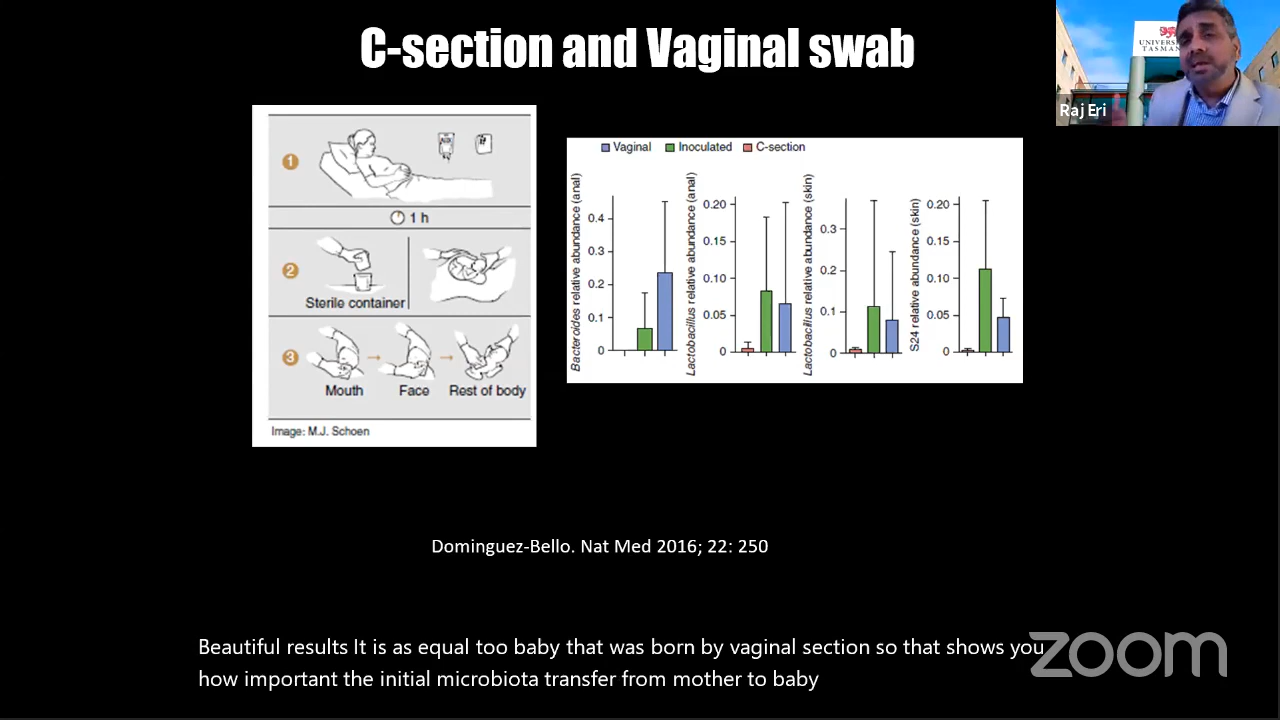 C-section and Vaginal swab
UNIVERS
TASMAN
Raj Eri
1
1 h
2
Sterile container
3
Mouth Face Rest of body
Image: M.J. Schoen
Vaginal Inoculated C-section
Bacteroides relative abundance (anal)
0.4
0.3
0.2
0.1
0
Lactobacillus relative abundance (anal)
0.20
0.15
0.10
0.05
0
Lactobacillus relative abundance (skin)
0.3
0.2
0.1
0
S24 relative abundance (skin)
0.20
0.15
0.10
0.05
0
Dominguez-Bello. Nat Med 2016; 22: 250
Beautiful results It is as equal too baby that was born by vaginal section so that shows you
how important the initial microbiota transfer from mother to baby
zoom